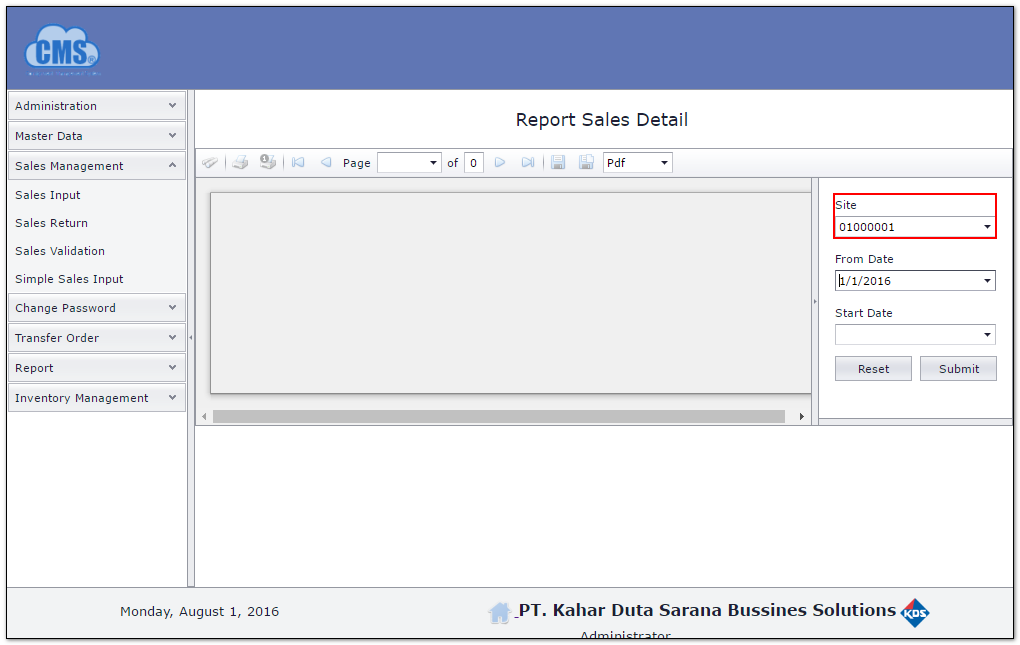 CMS®
Administration
Master Data
Sales Management
Sales Input
Sales Return
Sales Validation
Simple Sales Input
Change Password
Transfer Order
Report
Inventory Management
Report Sales Detail
Page of 0 Pdf
Site
01000001
From Date
1/1/2016
Start Date
Reset Submit
Monday, August 1, 2016
PT. Kahar Duta Sarana Bussines Solutions KDS
Administrator